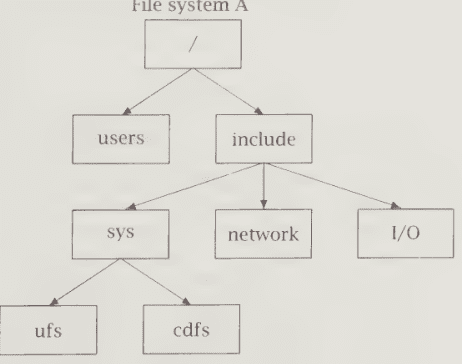 File system A
/
users
include
sys
network
I/O
ufs
cdfs